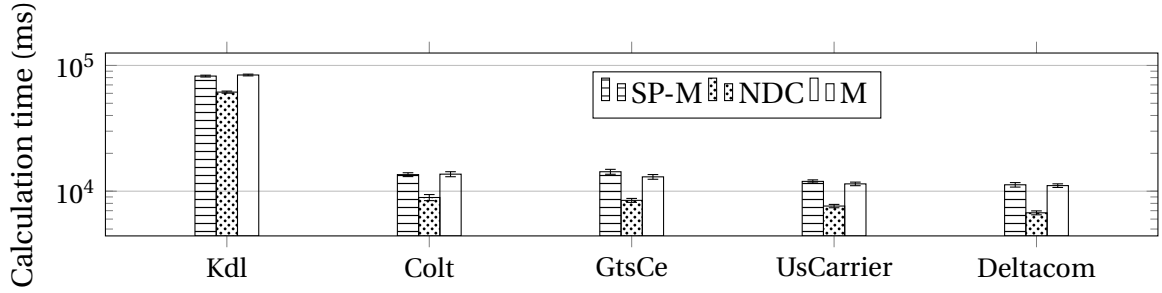 Calculation time (ms)
10^5
10^4
SP-M NDC M
Kdl Colt GtsCe UsCarrier Deltacom